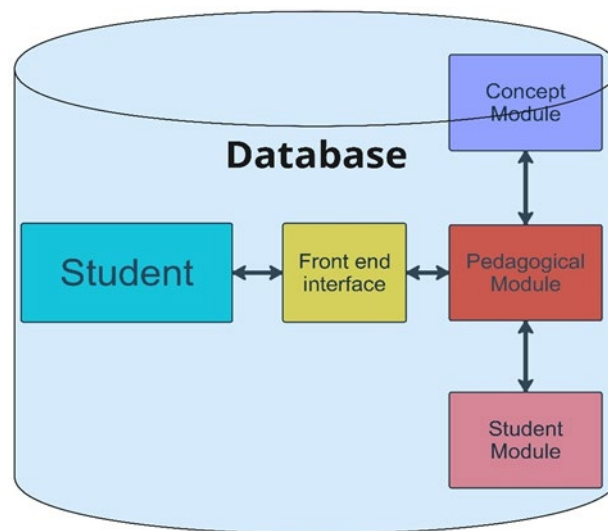 Concept
Module
Database
Student
Front end
interface
Pedagogical
Module
Student
Module